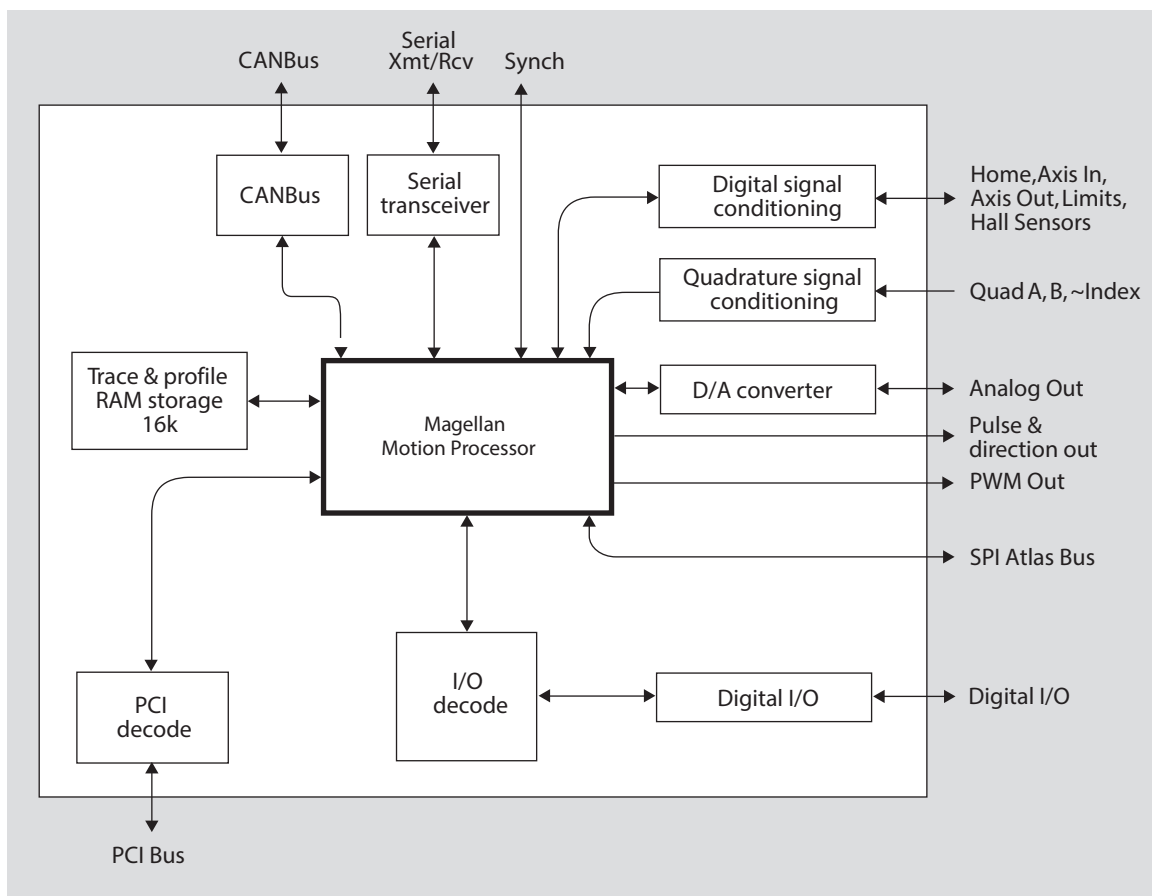 CANBus
Serial
Xmt/Rcv
Synch
CANBus
Serial
transceiver
Digital signal
conditioning
Home, Axis In,
Axis Out, Limits,
Hall Sensors
Quadrature signal
conditioning
Quad A, B, ~Index
Trace & profile
RAM storage
16k
Magellan
Motion Processor
D/A converter
Analog Out
Pulse &
direction out
PWM Out
SPI Atlas Bus
PCI
decode
I/O
decode
Digital I/O
Digital I/O
PCI Bus